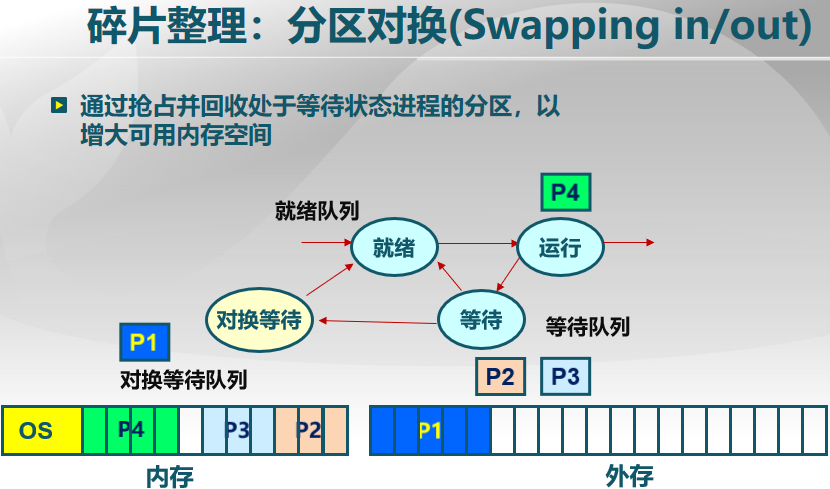 碎片整理：分区对换(Swapping in/out)
通过抢占并回收处于等待状态进程的分区，以
增大可用内存空间
P4
就绪队列
就绪
运行
对换等待
等待
等待队列
P1
对换等待队列
P2
P3
OS
P4
P3
P2
P1
内存
外存